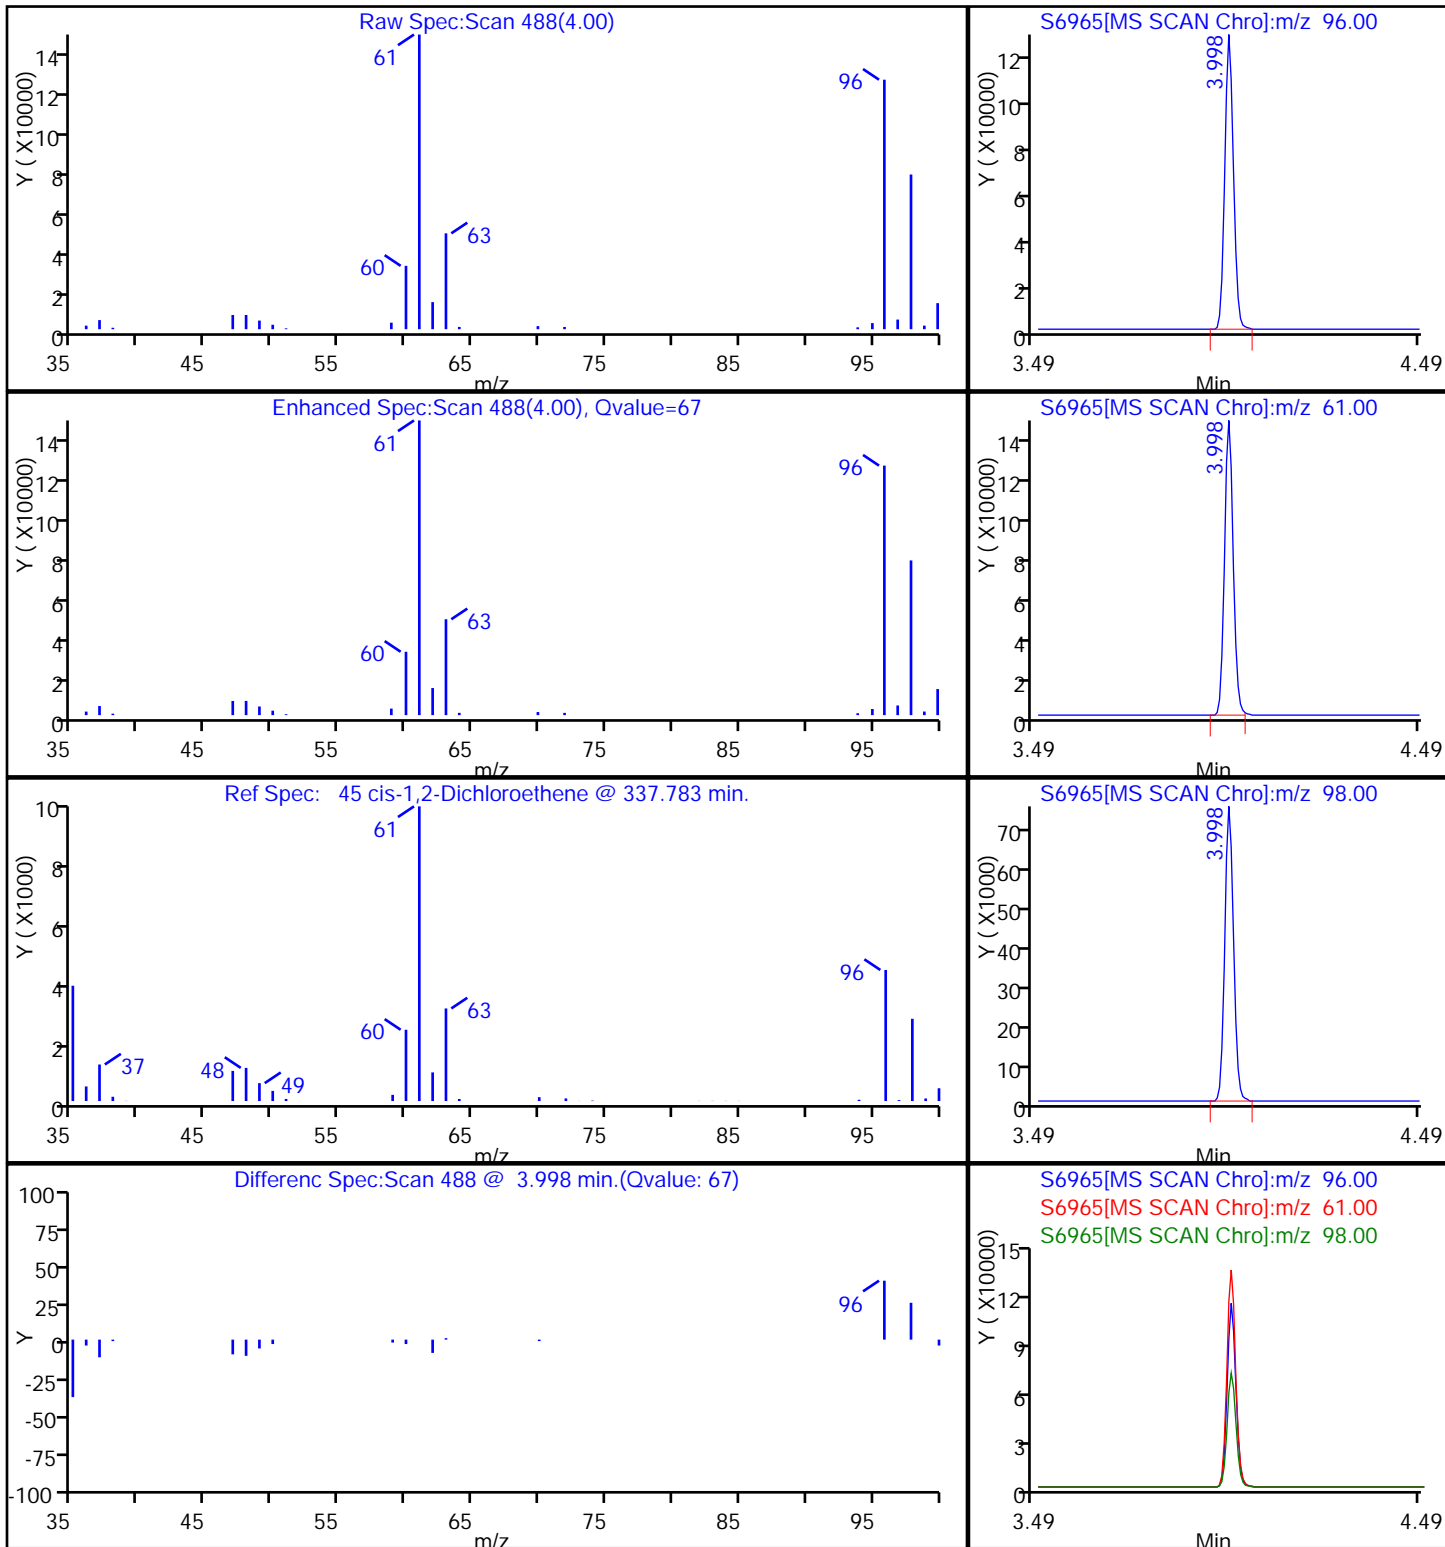 Raw Spec:Scan 488(4.00)
Y ( X10000)
14
12
10
8
6
4
2
0
61
60
63
96
35 45 55 65 75 85 95
m/z
S6965[MS SCAN Chro]:m/z 96.00
Y ( X10000)
12
10
8
6
4
2
0
3.998
3.49 4.49
Min
Enhanced Spec:Scan 488(4.00), Qvalue=67
Y ( X10000)
14
12
10
8
6
4
2
0
61
60
63
96
35 45 55 65 75 85 95
m/z
S6965[MS SCAN Chro]:m/z 61.00
Y ( X10000)
14
12
10
8
6
4
2
0
3.998
3.49 4.49
Min
Ref Spec: 45 cis-1,2-Dichloroethene @ 337.783 min.
Y ( X1000)
10
8
6
4
2
0
37
48
49
60
61
63
96
35 45 55 65 75 85 95
m/z
S6965[MS SCAN Chro]:m/z 98.00
Y ( X1000)
70
60
50
40
30
20
10
0
3.998
3.49 4.49
Min
Differenc Spec:Scan 488 @ 3.998 min.(Qvalue: 67)
Y
100
75
50
25
0
-25
-50
-75
-100
96
35 45 55 65 75 85 95
m/z
S6965[MS SCAN Chro]:m/z 96.00
S6965[MS SCAN Chro]:m/z 61.00
S6965[MS SCAN Chro]:m/z 98.00
Y ( X10000)
15
12
9
6
3
0
3.49 4.49
Min